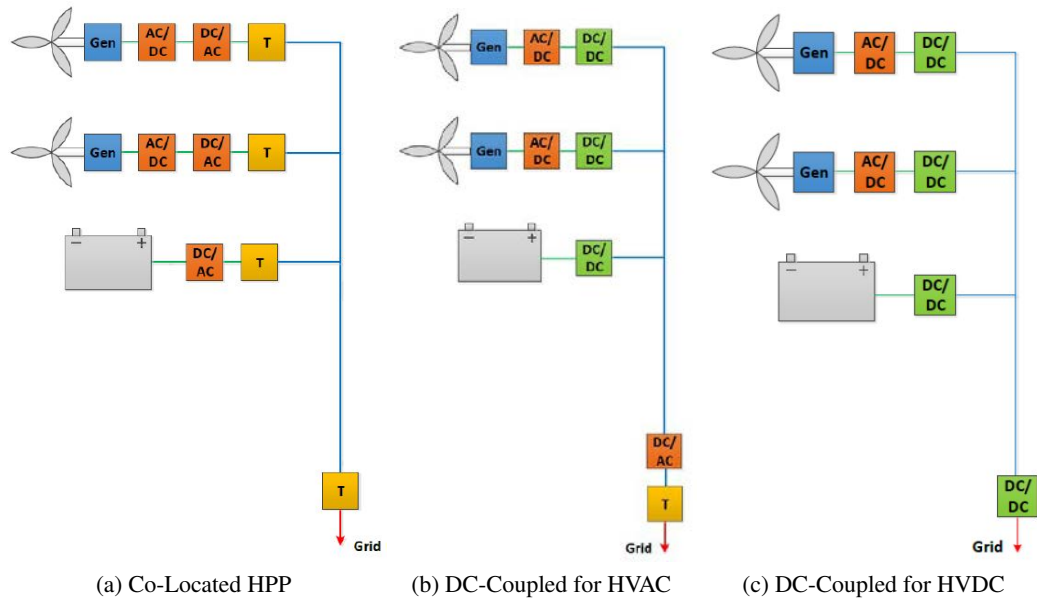 Gen
AC/
DC
DC/
AC
T
Gen
AC/
DC
DC/
AC
T
−
+
DC/
AC
T
T
Grid
(a) Co-Located HPP
Gen
AC/
DC
DC/
DC
Gen
AC/
DC
DC/
DC
−
+
DC/
DC
DC/
AC
T
Grid
(b) DC-Coupled for HVAC
Gen
AC/
DC
DC/
DC
Gen
AC/
DC
DC/
DC
−
+
DC/
DC
DC/
DC
Grid
(c) DC-Coupled for HVDC